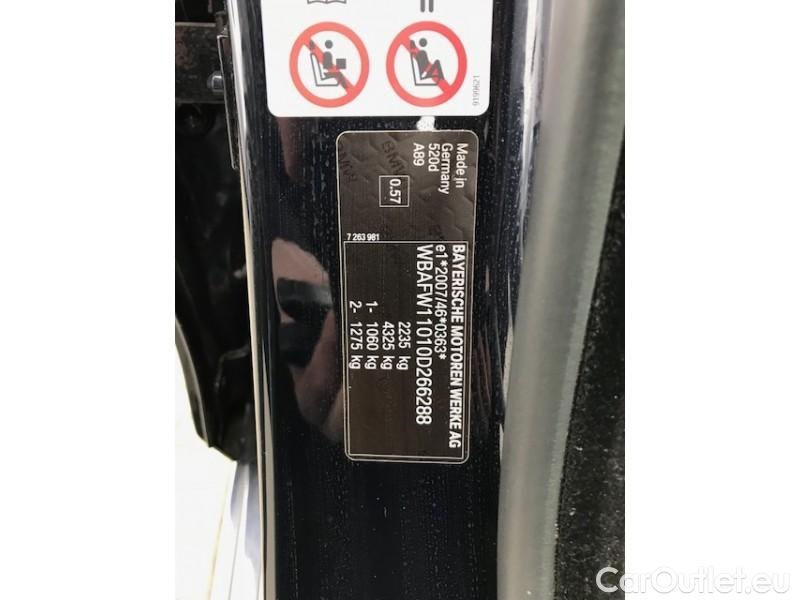 1296616
Made in
Germany
520d
A89
0.57
7 263 981
BAYERISCHE MOTOREN WERKE AG
e1*2007/46*0363*
WBAFW11010D266288
2235 kg
4325 kg
1- 1060 kg
2- 1275 kg
CarOutlet.eu